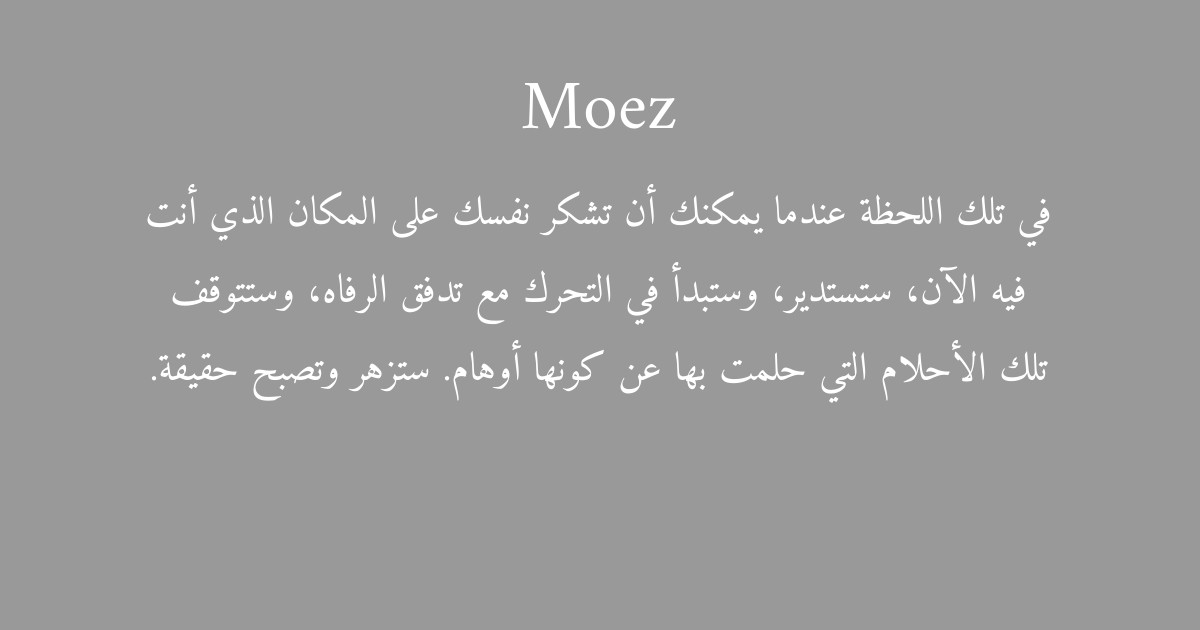 Moez
في تلك اللحظة عندما يمكنك أن تشكر نفسك على المكان الذي أنت
فيه الآن، ستستدير، وستبدأ في التحرك مع تدفق الرفاه، وستتوقف
تلك الأحلام التي حلمت بها عن كونها أوهام. ستزهر وتصبح حقيقة.